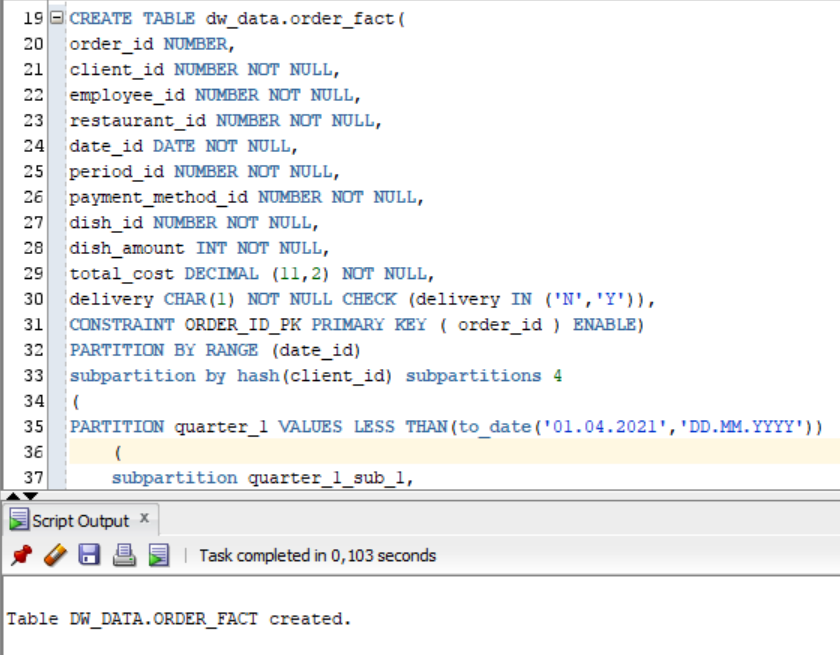 19 CREATE TABLE dw_data.order_fact(
20 order_id NUMBER,
21 client_id NUMBER NOT NULL,
22 employee_id NUMBER NOT NULL,
23 restaurant_id NUMBER NOT NULL,
24 date_id DATE NOT NULL,
25 period_id NUMBER NOT NULL,
26 payment_method_id NUMBER NOT NULL,
27 dish_id NUMBER NOT NULL,
28 dish_amount INT NOT NULL,
29 total_cost DECIMAL (11,2) NOT NULL,
30 delivery CHAR(1) NOT NULL CHECK (delivery IN ('N','Y')),
31 CONSTRAINT ORDER_ID_PK PRIMARY KEY ( order_id ) ENABLE)
32 PARTITION BY RANGE (date_id)
33 subpartition by hash(client_id) subpartitions 4
34 (
35 PARTITION quarter_1 VALUES LESS THAN(to_date('01.04.2021','DD.MM.YYYY'))
36 (
37 subpartition quarter_1_sub_1,
Script Output x
Task completed in 0,103 seconds
Table DW_DATA.ORDER_FACT created.